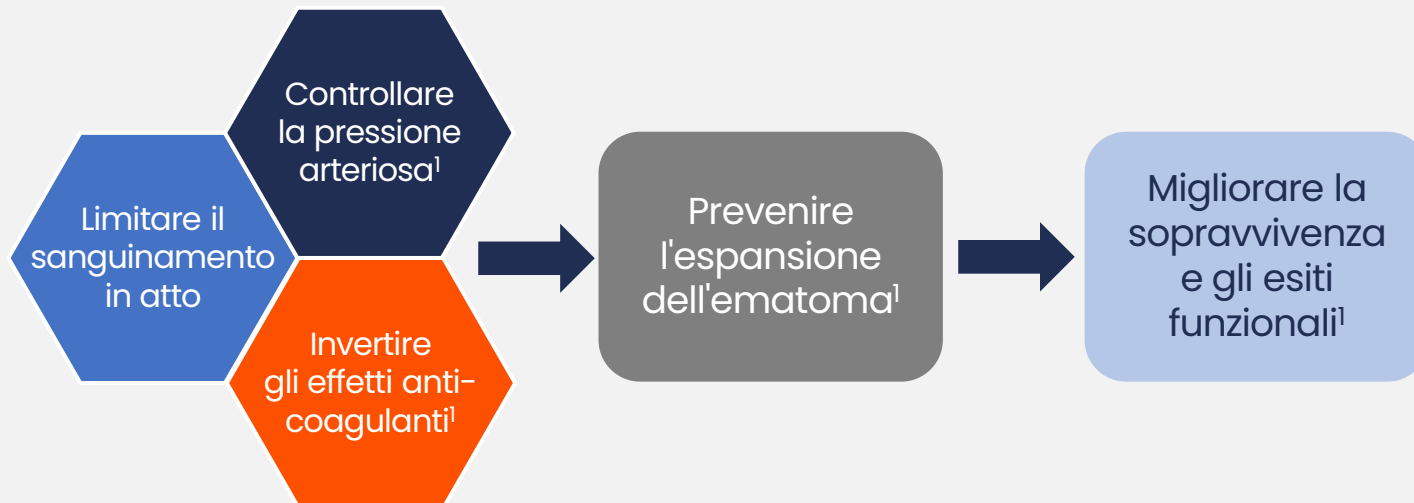 Controllare
la pressione
arteriosa¹
Limitare il
sanguinamento
in atto
Invertire
gli effetti anti-
coagulanti¹
Prevenire
l'espansione
dell'ematoma¹
Migliorare la
sopravvivenza
e gli esiti
funzionali¹